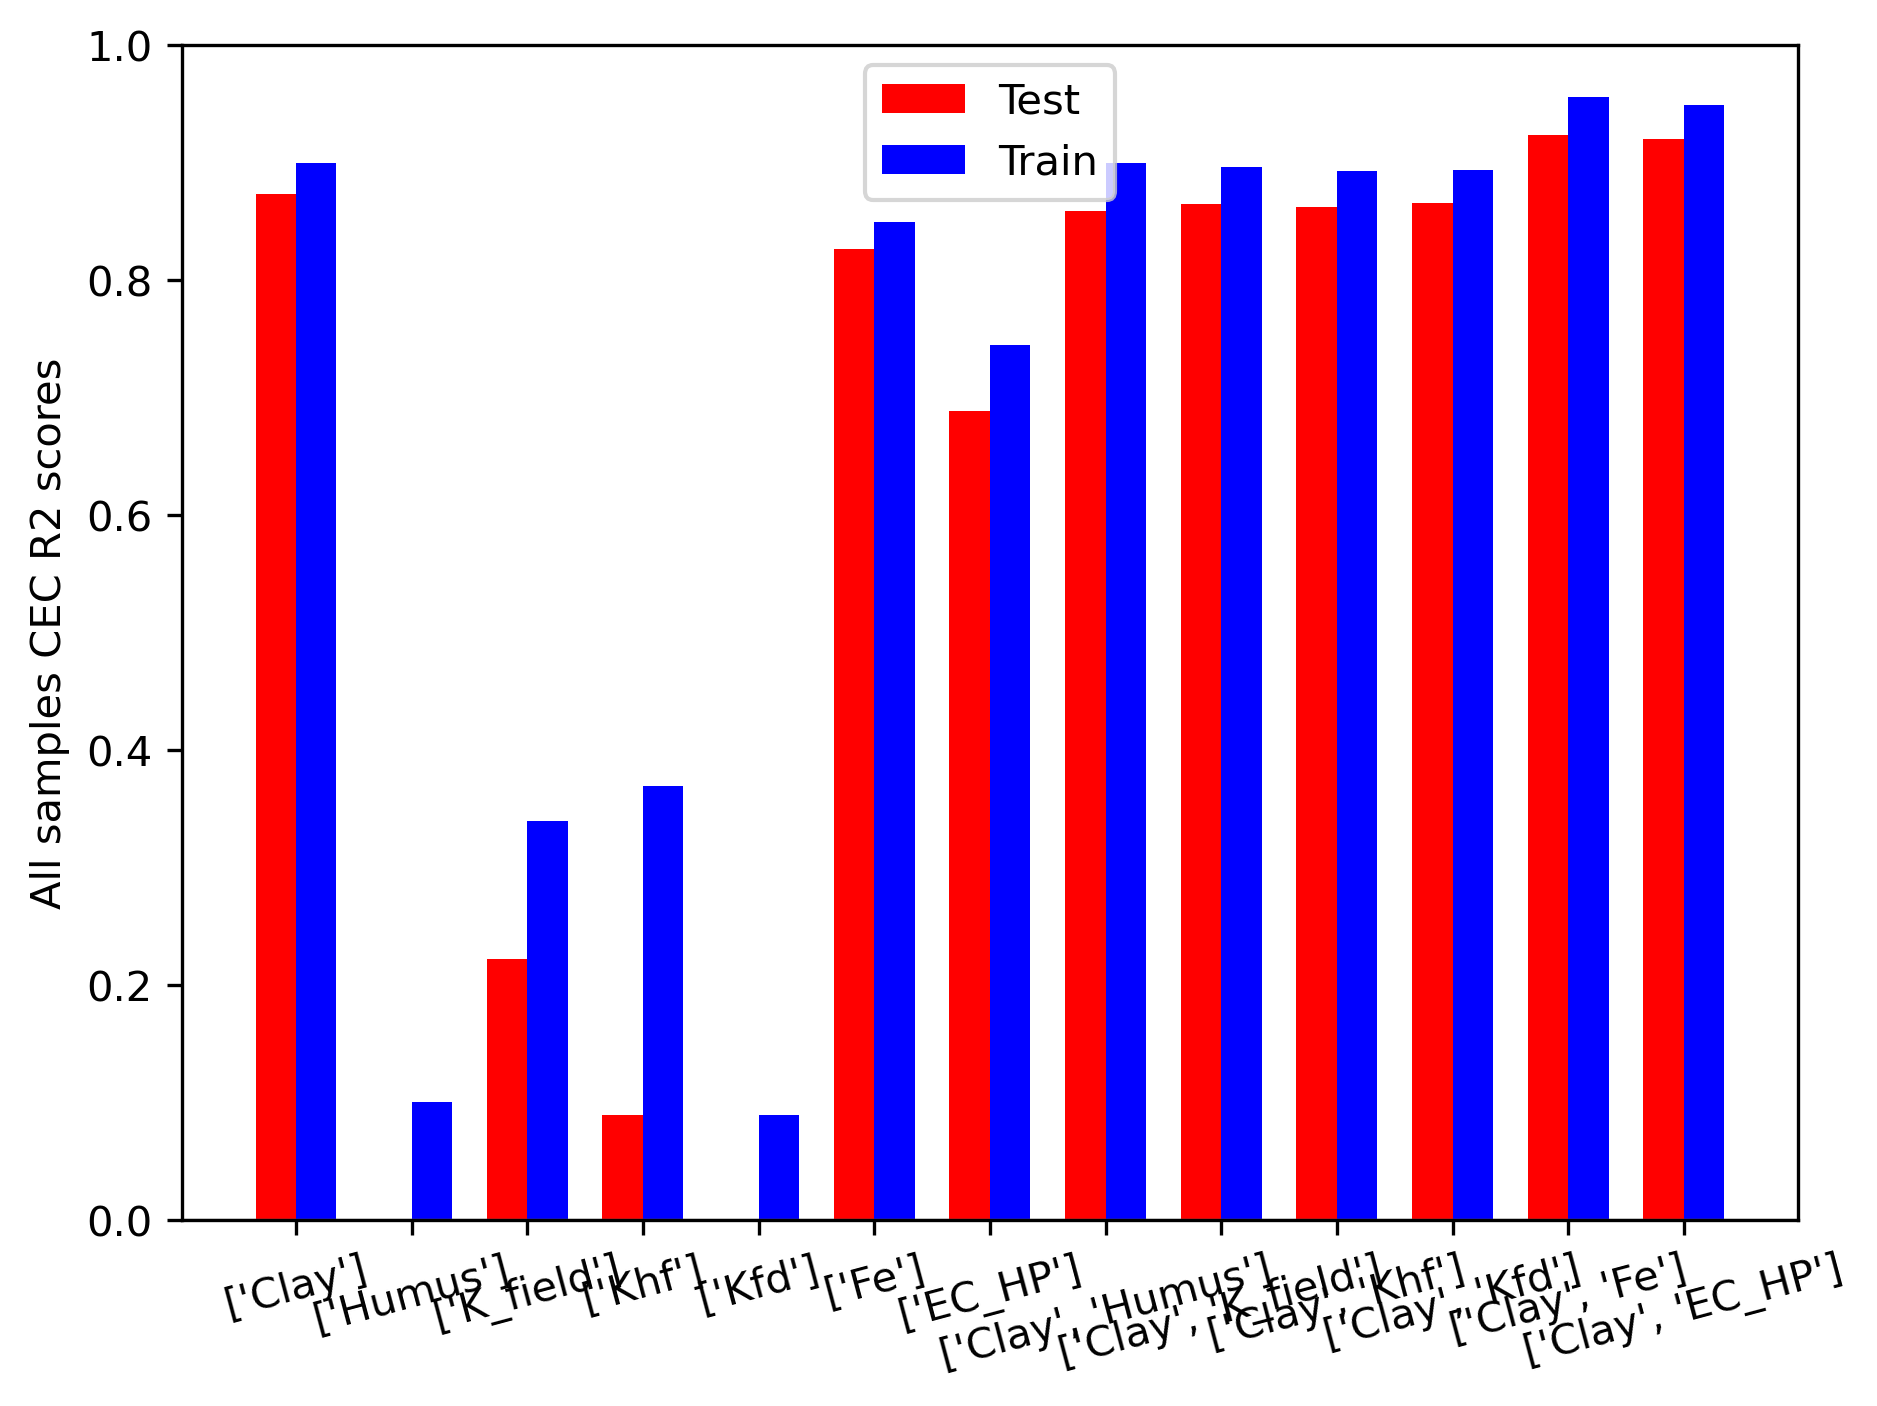 1.0
0.8
0.6
0.4
0.2
0.0
All samples CEC R2 scores
Test
Train
['Clay']
['Humus']
['K_field']
['Khf']
['Kfd']
['Fe']
['EC_HP']
['Clay', 'Humus']
['Clay', 'K_field']
['Clay', 'Khf']
['Clay', 'Kfd']
['Clay', 'Fe']
['Clay', 'EC_HP']